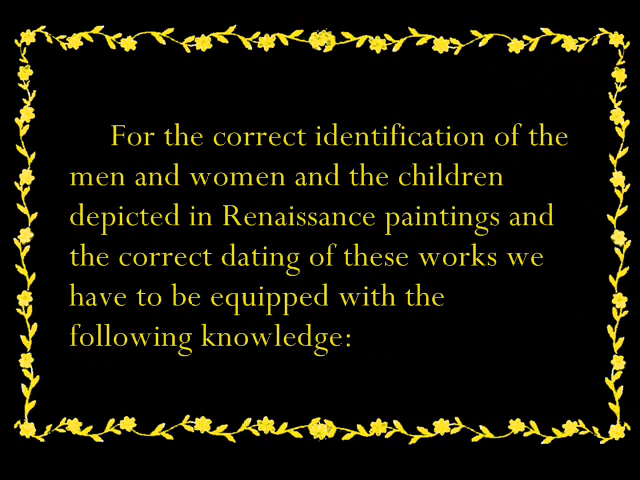 For the correct identification of the
men and women and the children
depicted in Renaissance paintings and
the correct dating of these works we
have to be equipped with the
following knowledge: